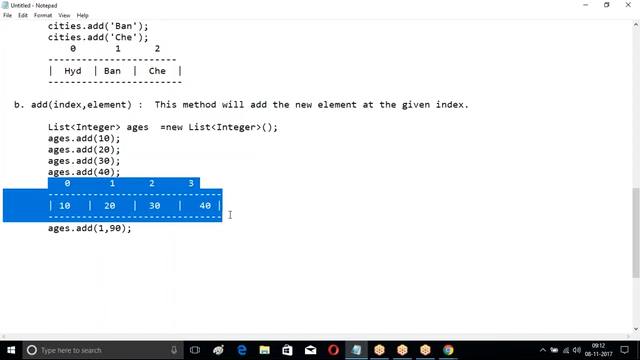 Untitled - Notepad
File Edit Format View Help
cities.add('Ban')
cities.add('Che')
0 1 2
---------------------------
| Hyd | Ban | Che |
---------------------------
b. add(index,element) : This method will add the new element at the given index.
List<Integer> ages =new List<Integer>();
ages.add(10);
ages.add(20);
ages.add(30);
ages.add(40);
0 1 2 3
-----------------------------------
| 10 | 20 | 30 | 40 |
-----------------------------------
ages.add(1,90);
Type here to search
09:12
08-11-2017